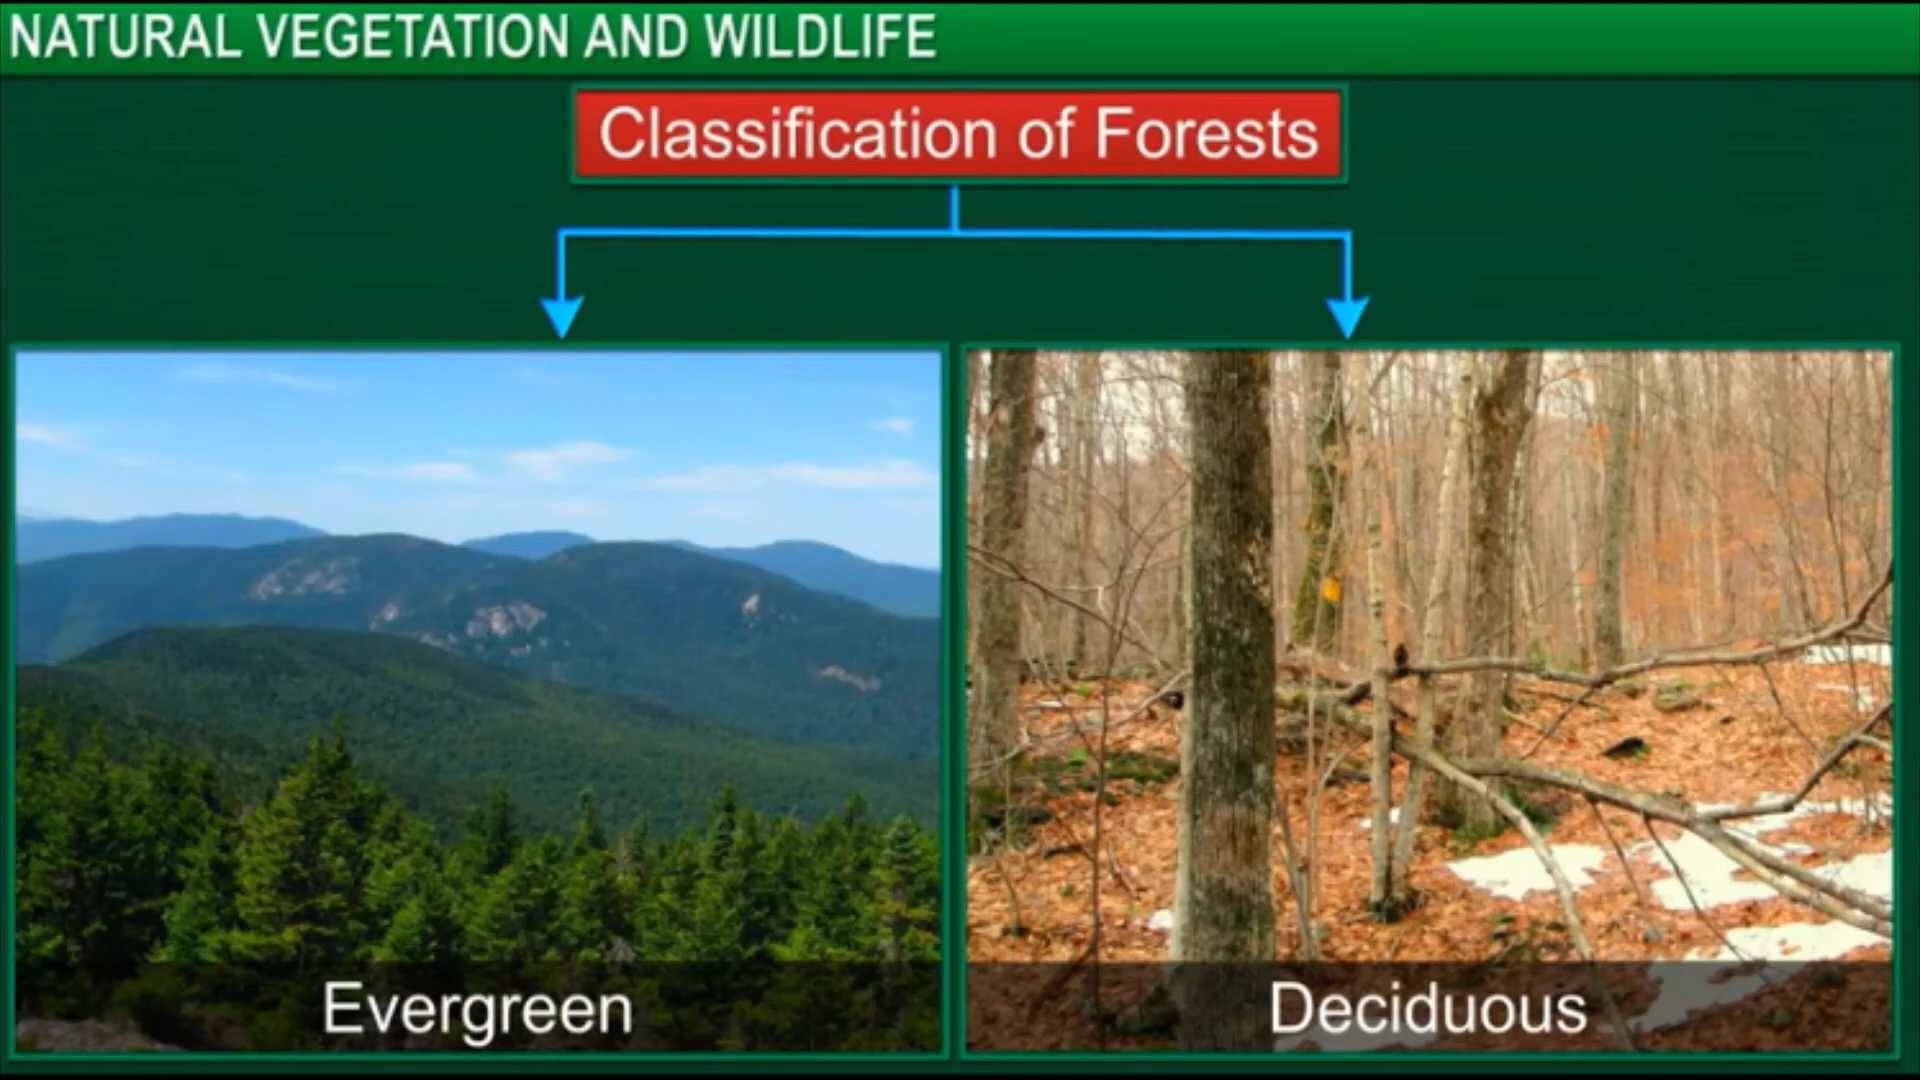 NATURAL VEGETATION AND WILDLIFE
Classification of Forests
Evergreen
Deciduous